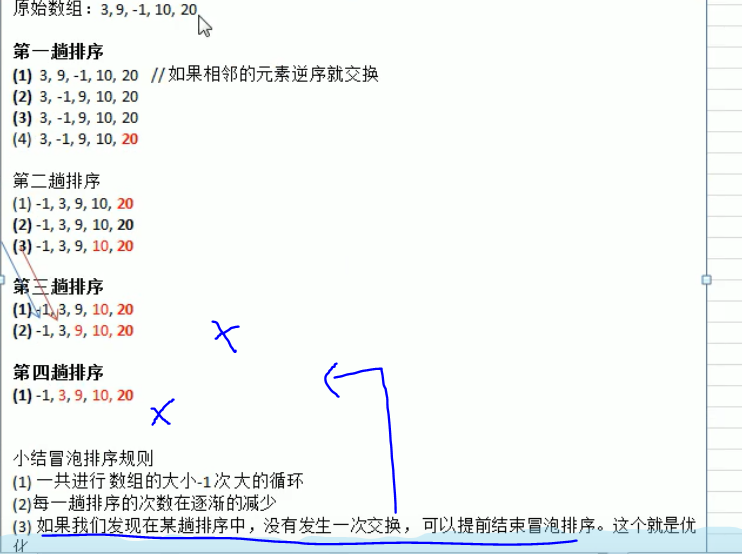 原始数组：3, 9, -1, 10, 20
第一趟排序
(1) 3, 9, -1, 10, 20 //如果相邻的元素逆序就交换
(2) 3, -1, 9, 10, 20
(3) 3, -1, 9, 10, 20
(4) 3, -1, 9, 10, 20
第二趟排序
(1) -1, 3, 9, 10, 20
(2) -1, 3, 9, 10, 20
(3) -1, 3, 9, 10, 20
第三趟排序
(1) -1, 3, 9, 10, 20
(2) -1, 3, 9, 10, 20
第四趟排序
(1) -1, 3, 9, 10, 20
小结冒泡排序规则
(1) 一共进行 数组的大小-1 次 大的循环
(2)每一趟排序的次数在逐渐的减少
(3) 如果我们发现在某趟排序中，没有发生一次交换， 可以提前结束冒泡排序。这个就是优
化